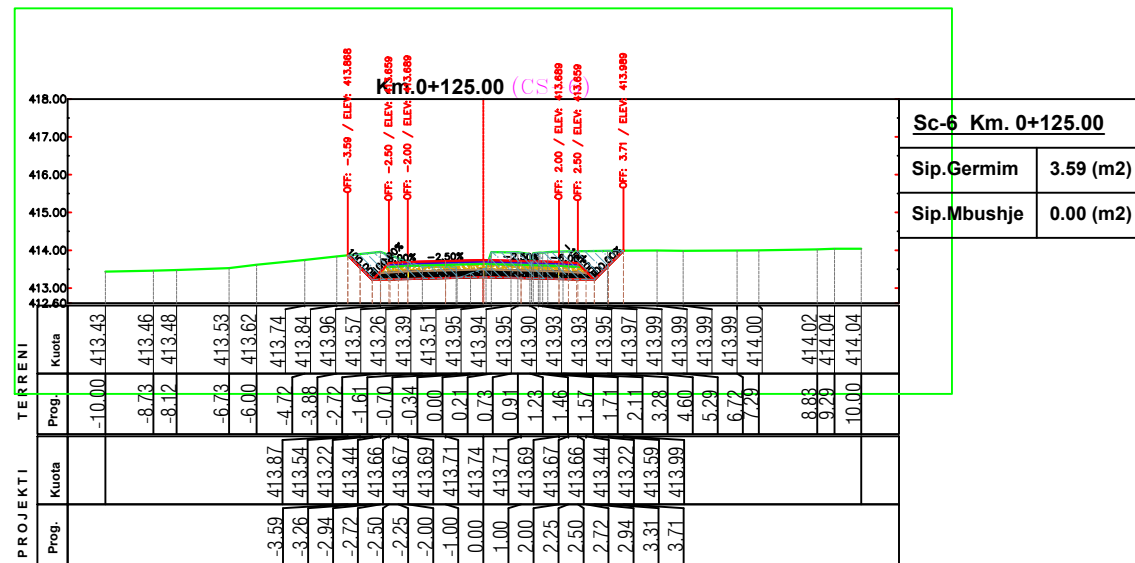 OFF: -3.59 / ELEV: 413.868
OFF: -2.50 / ELEV: 413.659
OFF: -2.00 / ELEV: 413.689
OFF: 2.00 / ELEV: 413.689
OFF: 2.50 / ELEV: 413.659
OFF: 3.71 / ELEV: 413.989
Km.0+125.00 (CS
418.00
417.00
416.00
415.00
414.00
413.00
412.60
-2.50% -2.50%
Sc-6 Km. 0+125.00
Sip.Germim 3.59 (m2)
Sip.Mbushje 0.00 (m2)
TERRENI
Kuota 413.43 413.46 413.48 413.53 413.62 413.74 413.84 413.96 413.57 413.26 413.39 413.51 413.95 413.94 413.95 413.90 413.93 413.93 413.95 413.97 413.99 413.99 413.99 413.99 414.00 414.02 414.04 414.04
Prog. -10.00 -8.73 -8.12 -6.73 -6.00 -4.72 -3.88 -2.72 -1.61 -0.70 -0.34 0.00 0.21 0.73 0.91 1.23 1.46 1.57 1.71 2.11 3.28 4.60 5.29 6.72 7.29 8.83 9.29 10.00
PROJEKTI
Kuota 413.87 413.54 413.22 413.44 413.66 413.67 413.69 413.71 413.74 413.71 413.69 413.67 413.66 413.44 413.22 413.59 413.99
Prog. -3.59 -3.26 -2.94 -2.72 -2.50 -2.25 -2.00 -1.00 0.00 1.00 2.00 2.25 2.50 2.72 2.94 3.31 3.71